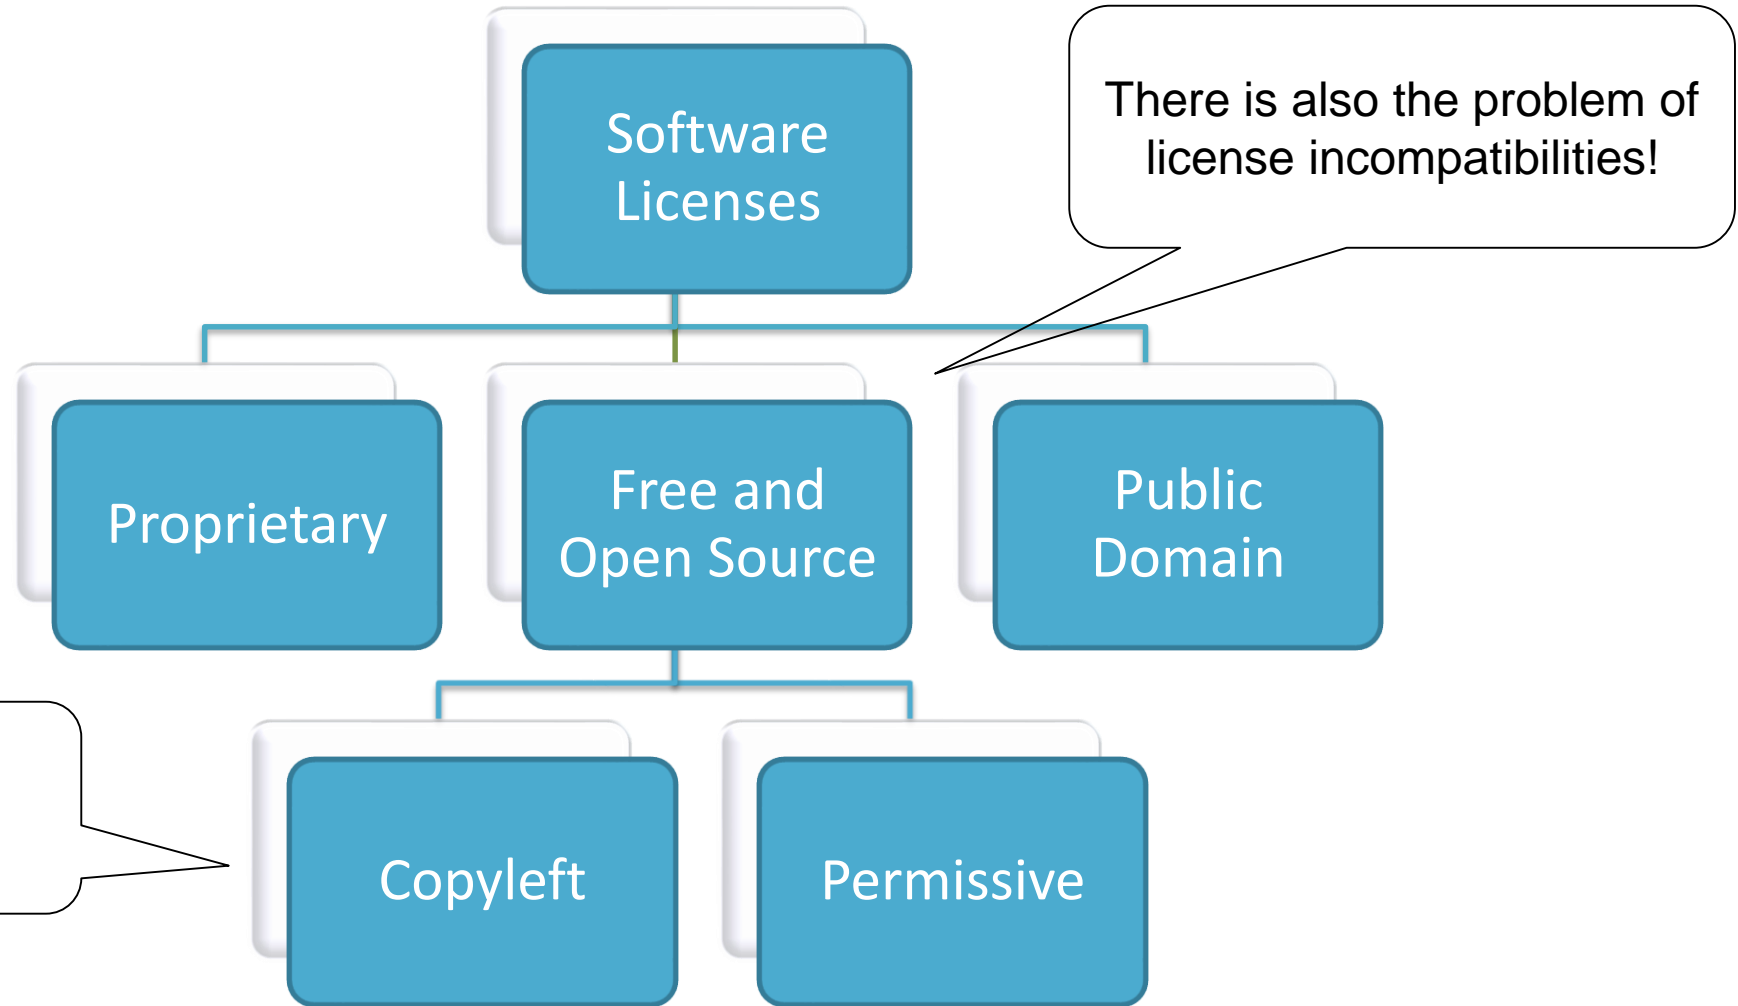 Software
Licenses
There is also the problem of
license incompatibilities!
Proprietary
Free and
Open Source
Public
Domain
Copyleft
Permissive